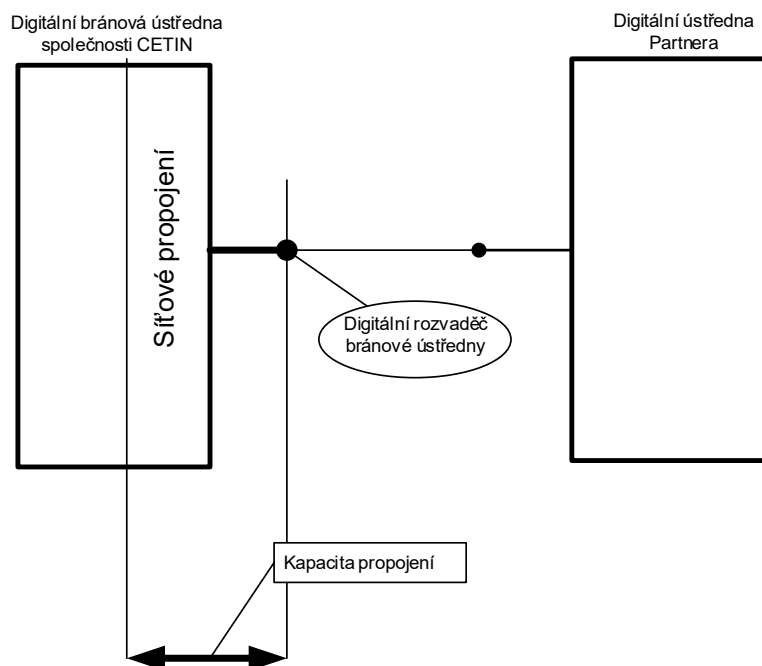 Digitální bránová ústředna
společnosti CETIN
Digitální ústředna
Partnera
Síťové propojení
Digitální rozvaděč
bránové ústředny
Kapacita propojení